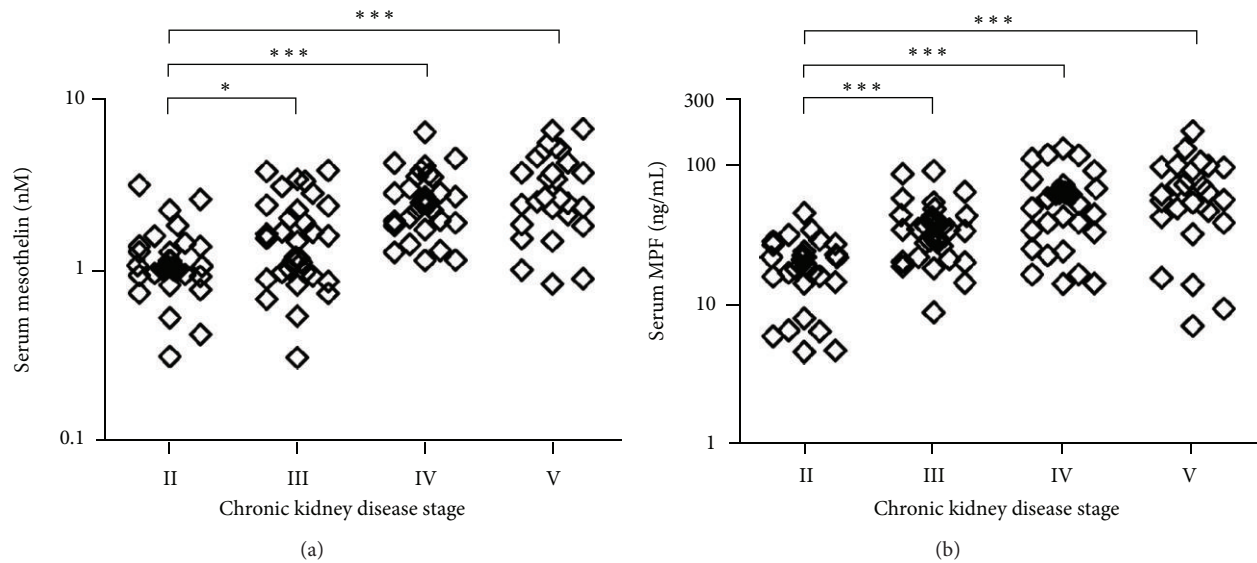 * * *
* * *
*
10
1
0.1
Serum mesothelin (nM)
II III IV V
Chronic kidney disease stage
(a)
* * *
* * *
* * *
300
100
10
1
Serum MPF (ng/mL)
II III IV V
Chronic kidney disease stage
(b)